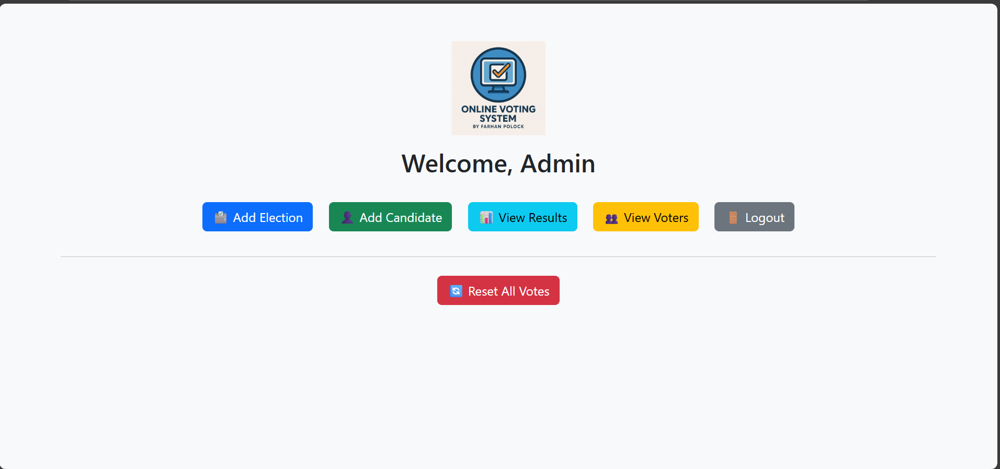 ONLINE VOTING
SYSTEM
BY FARHAN POLOCK
Welcome, Admin
Add Election
Add Candidate
View Results
View Voters
Logout
Reset All Votes